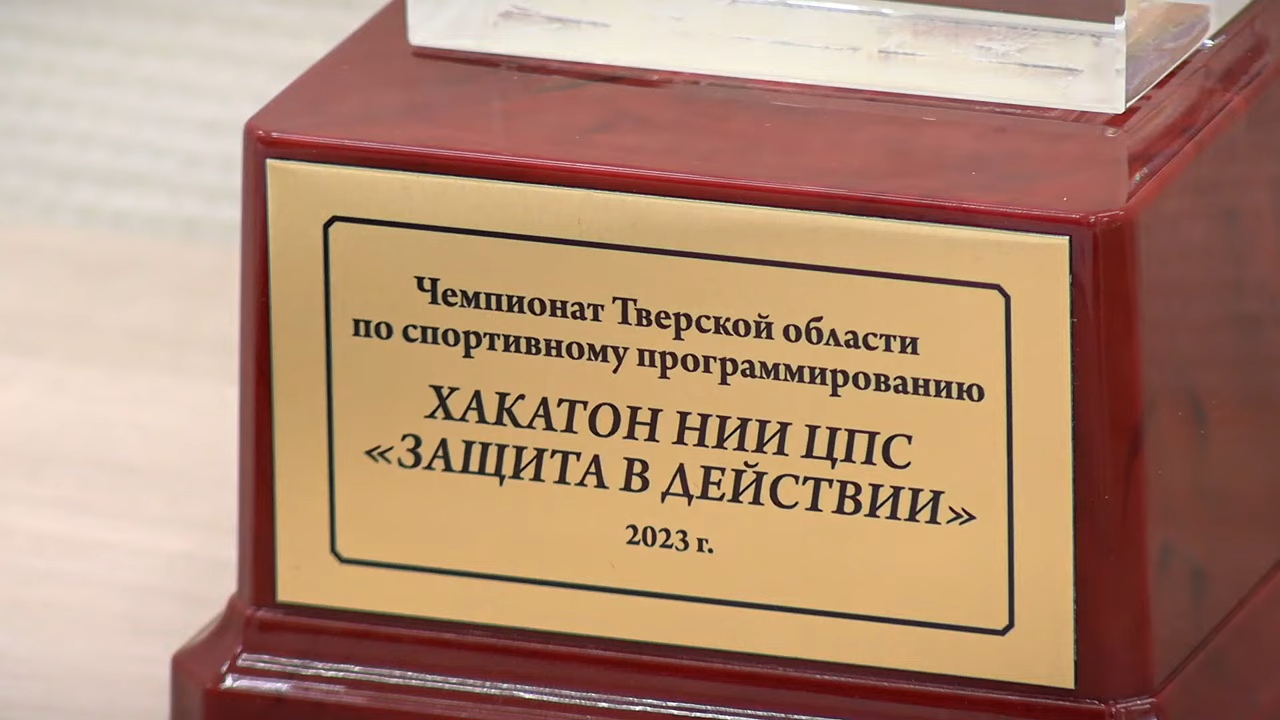 Чемпионат Тверской области
по спортивному программированию
ХАКАТОН НИИ ЦПС
«ЗАЩИТА В ДЕЙСТВИИ»
2023 г.